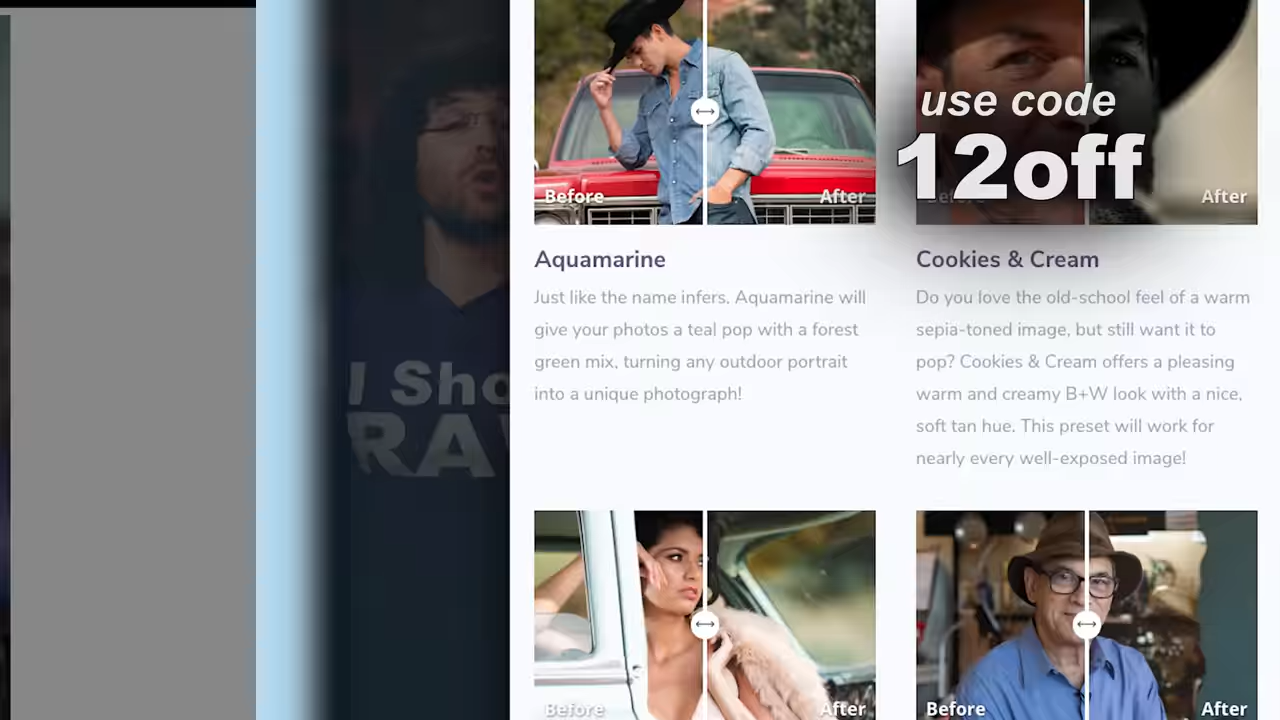 use code
12off
Before
After
Before
After
Aquamarine
Just like the name infers, Aquamarine will
give your photos a teal pop with a forest
green mix, turning any outdoor portrait
into a unique photograph!
Cookies & Cream
Do you love the old-school feel of a warm
sepia-toned image, but still want it to
pop? Cookies & Cream offers a pleasing
warm and creamy B+W look with a nice,
soft tan hue. This preset will work for
nearly every well-exposed image!
I Sho
RAW
Before
After
Before
After